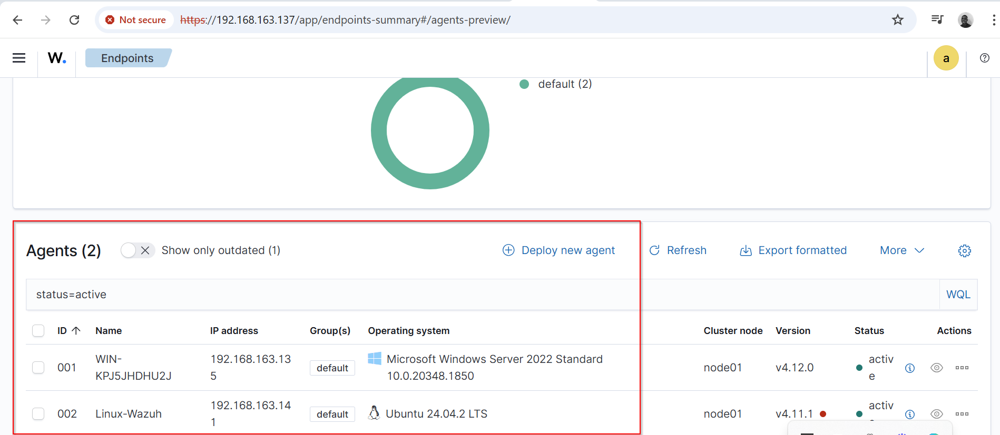 Not secure https://192.168.163.137/app/endpoints-summary#/agents-preview/
W. Endpoints a
default (2)
Agents (2) Show only outdated (1) Deploy new agent Refresh Export formatted More
status=active WQL
ID Name IP address Group(s) Operating system Cluster node Version Status Actions
WIN- 192.168.163.13 Microsoft Windows Server 2022 Standard active
001 default node01 v4.12.0
KPJ5JHDHU2J 5 10.0.20348.1850
192.168.163.14
002 Linux-Wazuh default Ubuntu 24.04.2 LTS node01 v4.11.1 active
1